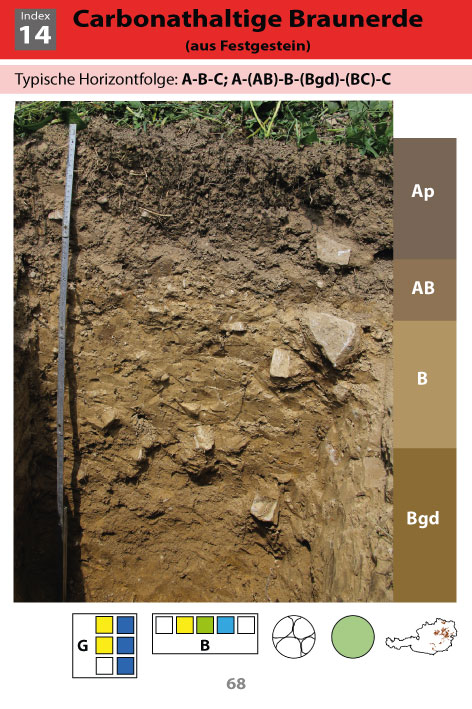 Index
14
Carbonathaltige Braunerde
(aus Festgestein)
Typische Horizontfolge: A-B-C; A-(AB)-B-(Bgd)-(BC)-C
Ap
AB
B
Bgd
G
B
68